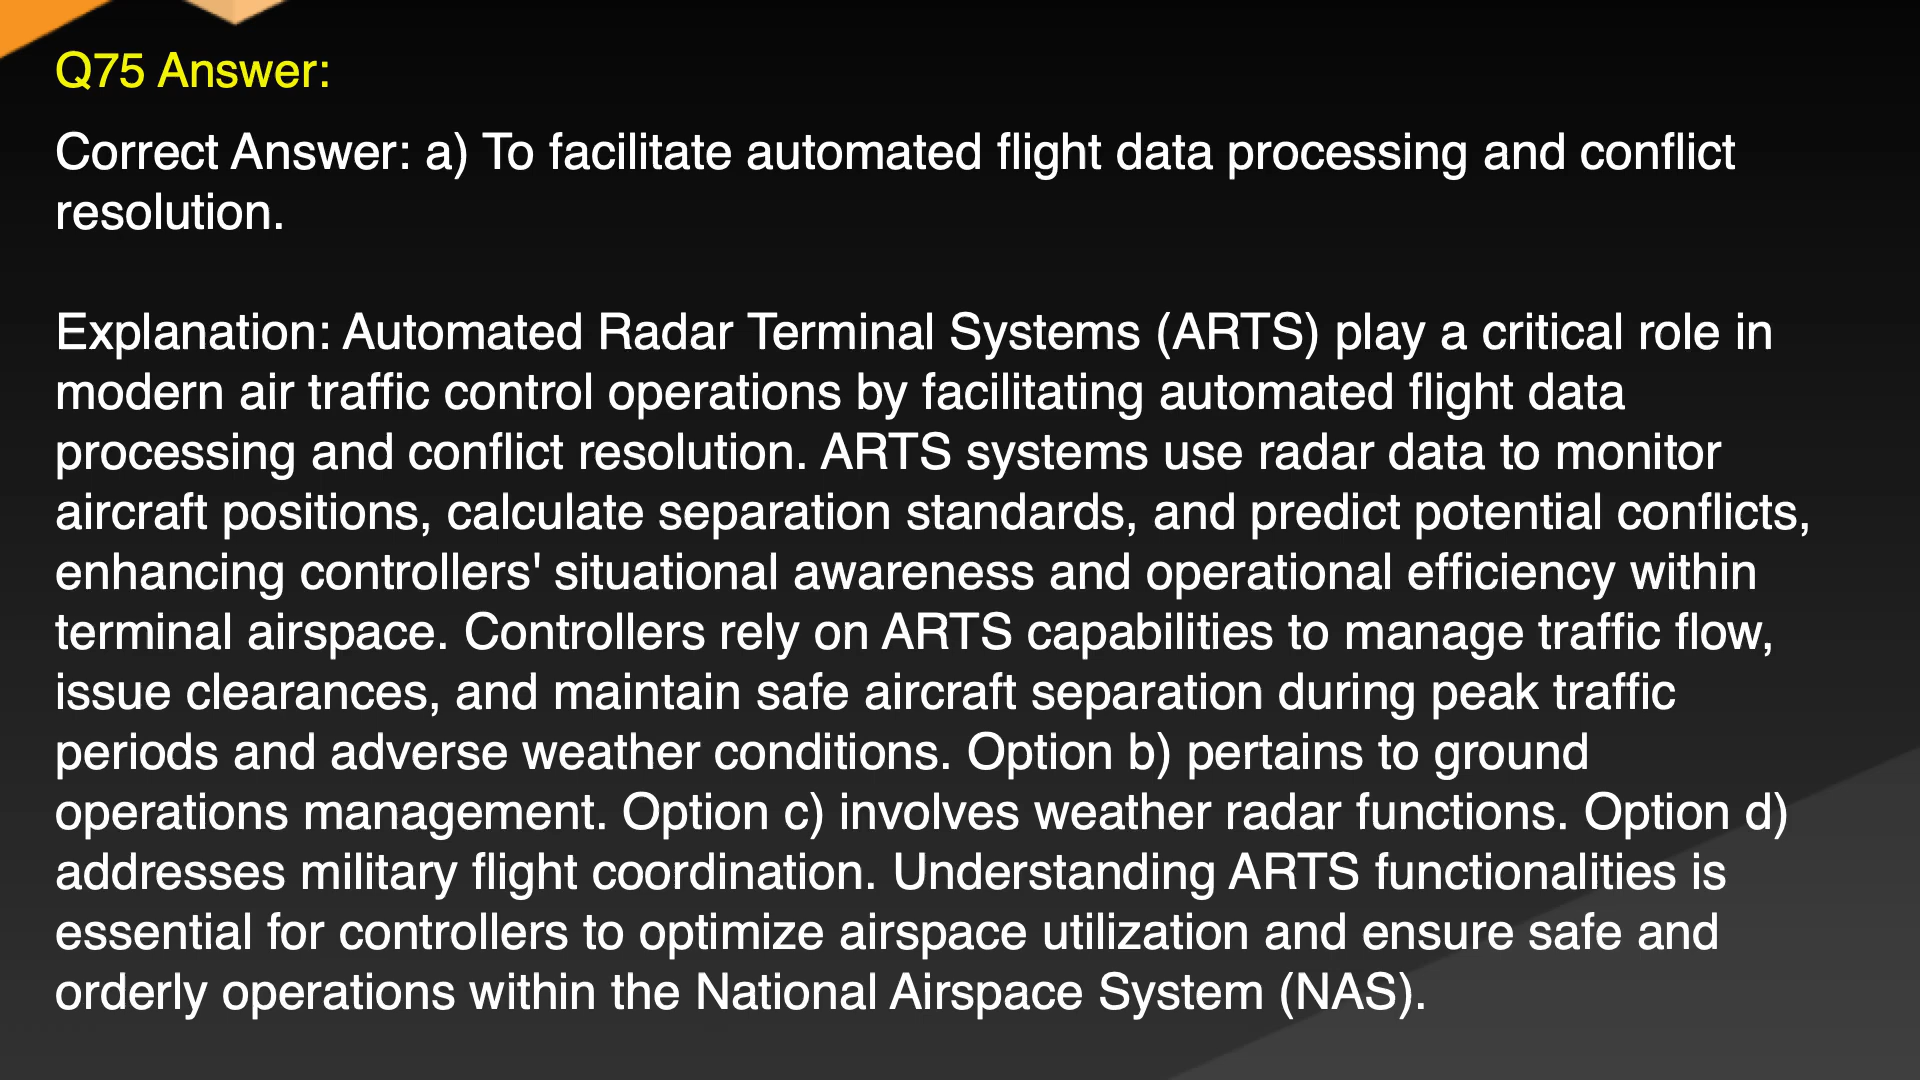 Q75 Answer:
Correct Answer: a) To facilitate automated flight data processing and conflict
resolution.
Explanation: Automated Radar Terminal Systems (ARTS) play a critical role in
modern air traffic control operations by facilitating automated flight data
processing and conflict resolution. ARTS systems use radar data to monitor
aircraft positions, calculate separation standards, and predict potential conflicts,
enhancing controllers' situational awareness and operational efficiency within
terminal airspace. Controllers rely on ARTS capabilities to manage traffic flow,
issue clearances, and maintain safe aircraft separation during peak traffic
periods and adverse weather conditions. Option b) pertains to ground
operations management. Option c) involves weather radar functions. Option d)
addresses military flight coordination. Understanding ARTS functionalities is
essential for controllers to optimize airspace utilization and ensure safe and
orderly operations within the National Airspace System (NAS).